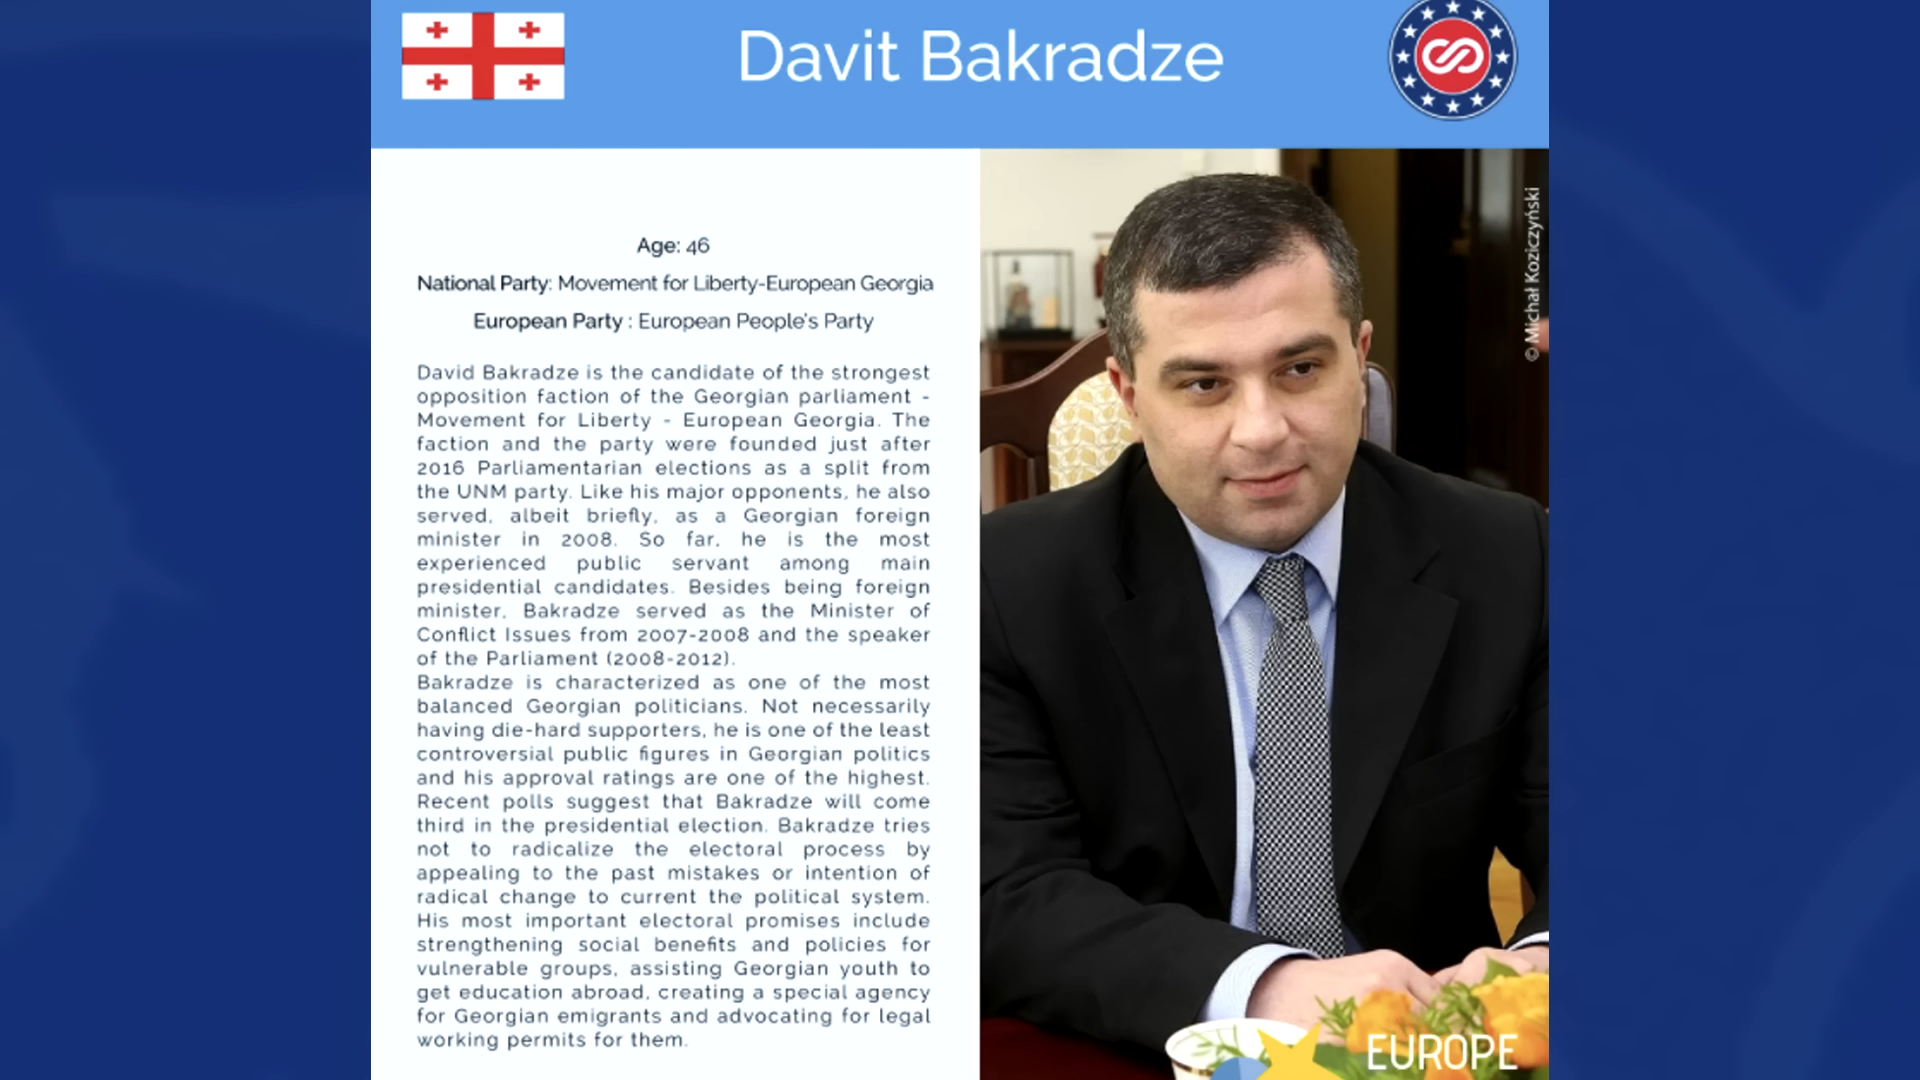 Davit Bakradze
© Michał Koziczyński
Age: 46
National Party: Movement for Liberty-European Georgia
European Party : European People's Party
David Bakradze is the candidate of the strongest
opposition faction of the Georgian parliament -
Movement for Liberty - European Georgia. The
faction and the party were founded just after
2016 Parliamentarian elections as a split from
the UNM party. Like his major opponents, he also
served, albeit briefly, as a Georgian foreign
minister in 2008. So far, he is the most
experienced public servant among main
presidential candidates. Besides being foreign
minister, Bakradze served as the Minister of
Conflict Issues from 2007-2008 and the speaker
of the Parliament (2008-2012).
Bakradze is characterized as one of the most
balanced Georgian politicians. Not necessarily
having die-hard supporters, he is one of the least
controversial public figures in Georgian politics
and his approval ratings are one of the highest.
Recent polls suggest that Bakradze will come
third in the presidential election. Bakradze tries
not to radicalize the electoral process by
appealing to the past mistakes or intention of
radical change to current the political system.
His most important electoral promises include
strengthening social benefits and policies for
vulnerable groups, assisting Georgian youth to
get education abroad, creating a special agency
for Georgian emigrants and advocating for legal
working permits for them.
EUROPE